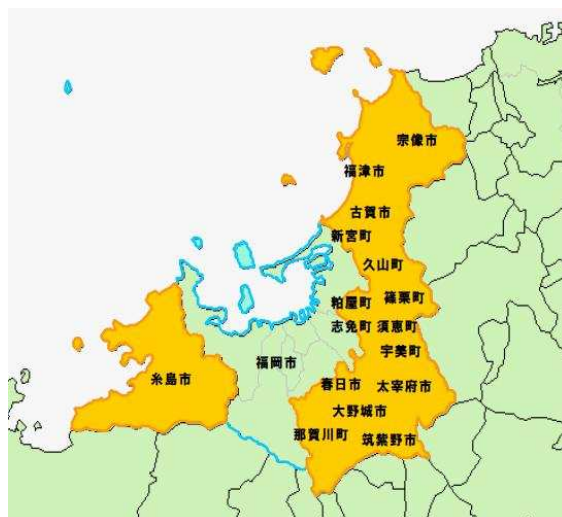 宗像市
福津市
古賀市
新宮町
久山町
篠栗町
粕屋町
志免町
須恵町
宇美町
福岡市
糸島市
春日市
太宰府市
大野城市
那賀川町
筑紫野市